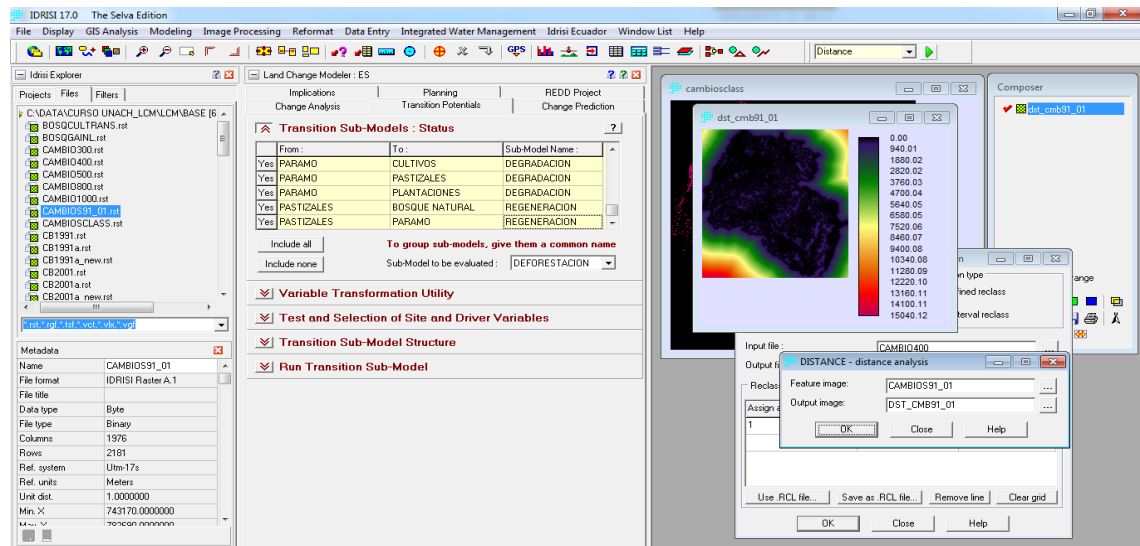 IDRISI 17.0 The Selva Edition
File Display GIS Analysis Modeling Image Processing Reformat Data Entry Integrated Water Management Idrisi Ecuador Window List Help
GPS
Distance
Idrisi Explorer
Projects Files Filters
C:\DATA\CURSO UNACH_LCM\LCM\BASE [6
BOSQCULTRANS.rst
BOSQGAINL.rst
CAMBIO300.rst
CAMBIO400.rst
CAMBIO500.rst
CAMBIO800.rst
CAMBIO1000.rst
CAMBIOS91_01.rst
CAMBIOSCLASS.rst
CB1991.rst
CB1991a.rst
CB1991a_new.rst
CB2001.rst
CB2001a.rst
CB2001a_new.rst
*.rst,*.rgf,*.tsf,*.vct,*.vlx,*.vgf
Metadata
Name CAMBIOS91_01
File format IDRISI Raster A.1
File title
Data type Byte
File type Binary
Columns 1976
Rows 2181
Ref. system Utm-17s
Ref. units Meters
Unit dist. 1.0000000
Min. X 743170.0000000
Land Change Modeler : ES
Implications Planning REDD Project
Change Analysis Transition Potentials Change Prediction
Transition Sub-Models : Status
?
From : To : Sub-Model Name :
Yes PARAMO CULTIVOS DEGRADACION
Yes PARAMO PASTIZALES DEGRADACION
Yes PARAMO PLANTACIONES DEGRADACION
Yes PASTIZALES BOSQUE NATURAL REGENERACION
Yes PASTIZALES PARAMO REGENERACION
Include all To group sub-models, give them a common name
Include none Sub-Model to be evaluated : DEFORESTACION
Variable Transformation Utility
Test and Selection of Site and Driver Variables
Transition Sub-Model Structure
Run Transition Sub-Model
cambiosclass
dst_cmb91_01
0.00
940.01
1880.02
2820.02
3760.03
4700.04
5640.05
6580.05
7520.06
8460.07
9400.08
10340.08
11280.09
12220.10
13160.11
14100.11
15040.12
Composer
dst_cmb91_01
n type
fined reclass
terval reclass
Input file : CAMBIO400
Output fi
Reclas
Assign a
1
DISTANCE - distance analysis
Feature image: CAMBIOS91_01
Output image: DST_CMB91_01
OK Close Help
Use .RCL file... Save as .RCL file... Remove line Clear grid
OK Close Help